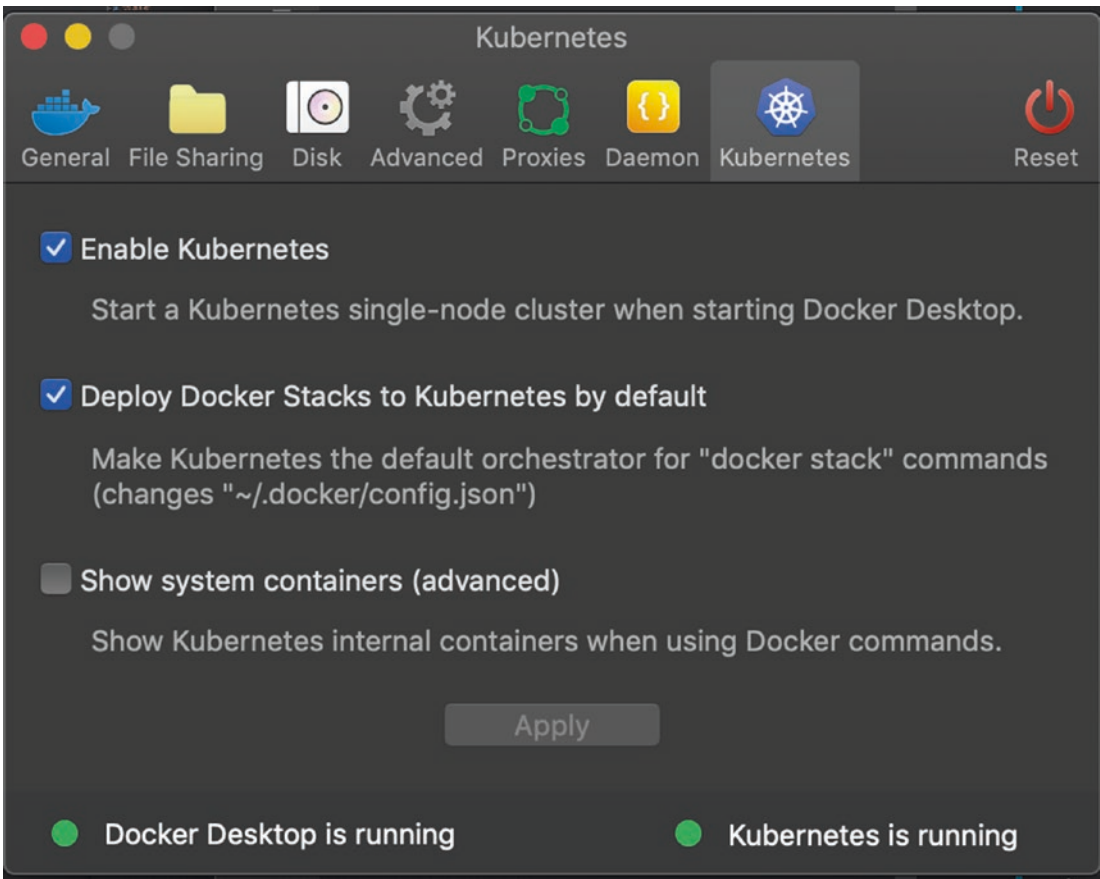 Kubernetes
General File Sharing Disk Advanced Proxies Daemon Kubernetes Reset
Enable Kubernetes
Start a Kubernetes single-node cluster when starting Docker Desktop.
Deploy Docker Stacks to Kubernetes by default
Make Kubernetes the default orchestrator for "docker stack" commands
(changes "~/.docker/config.json")
Show system containers (advanced)
Show Kubernetes internal containers when using Docker commands.
Apply
Docker Desktop is running Kubernetes is running